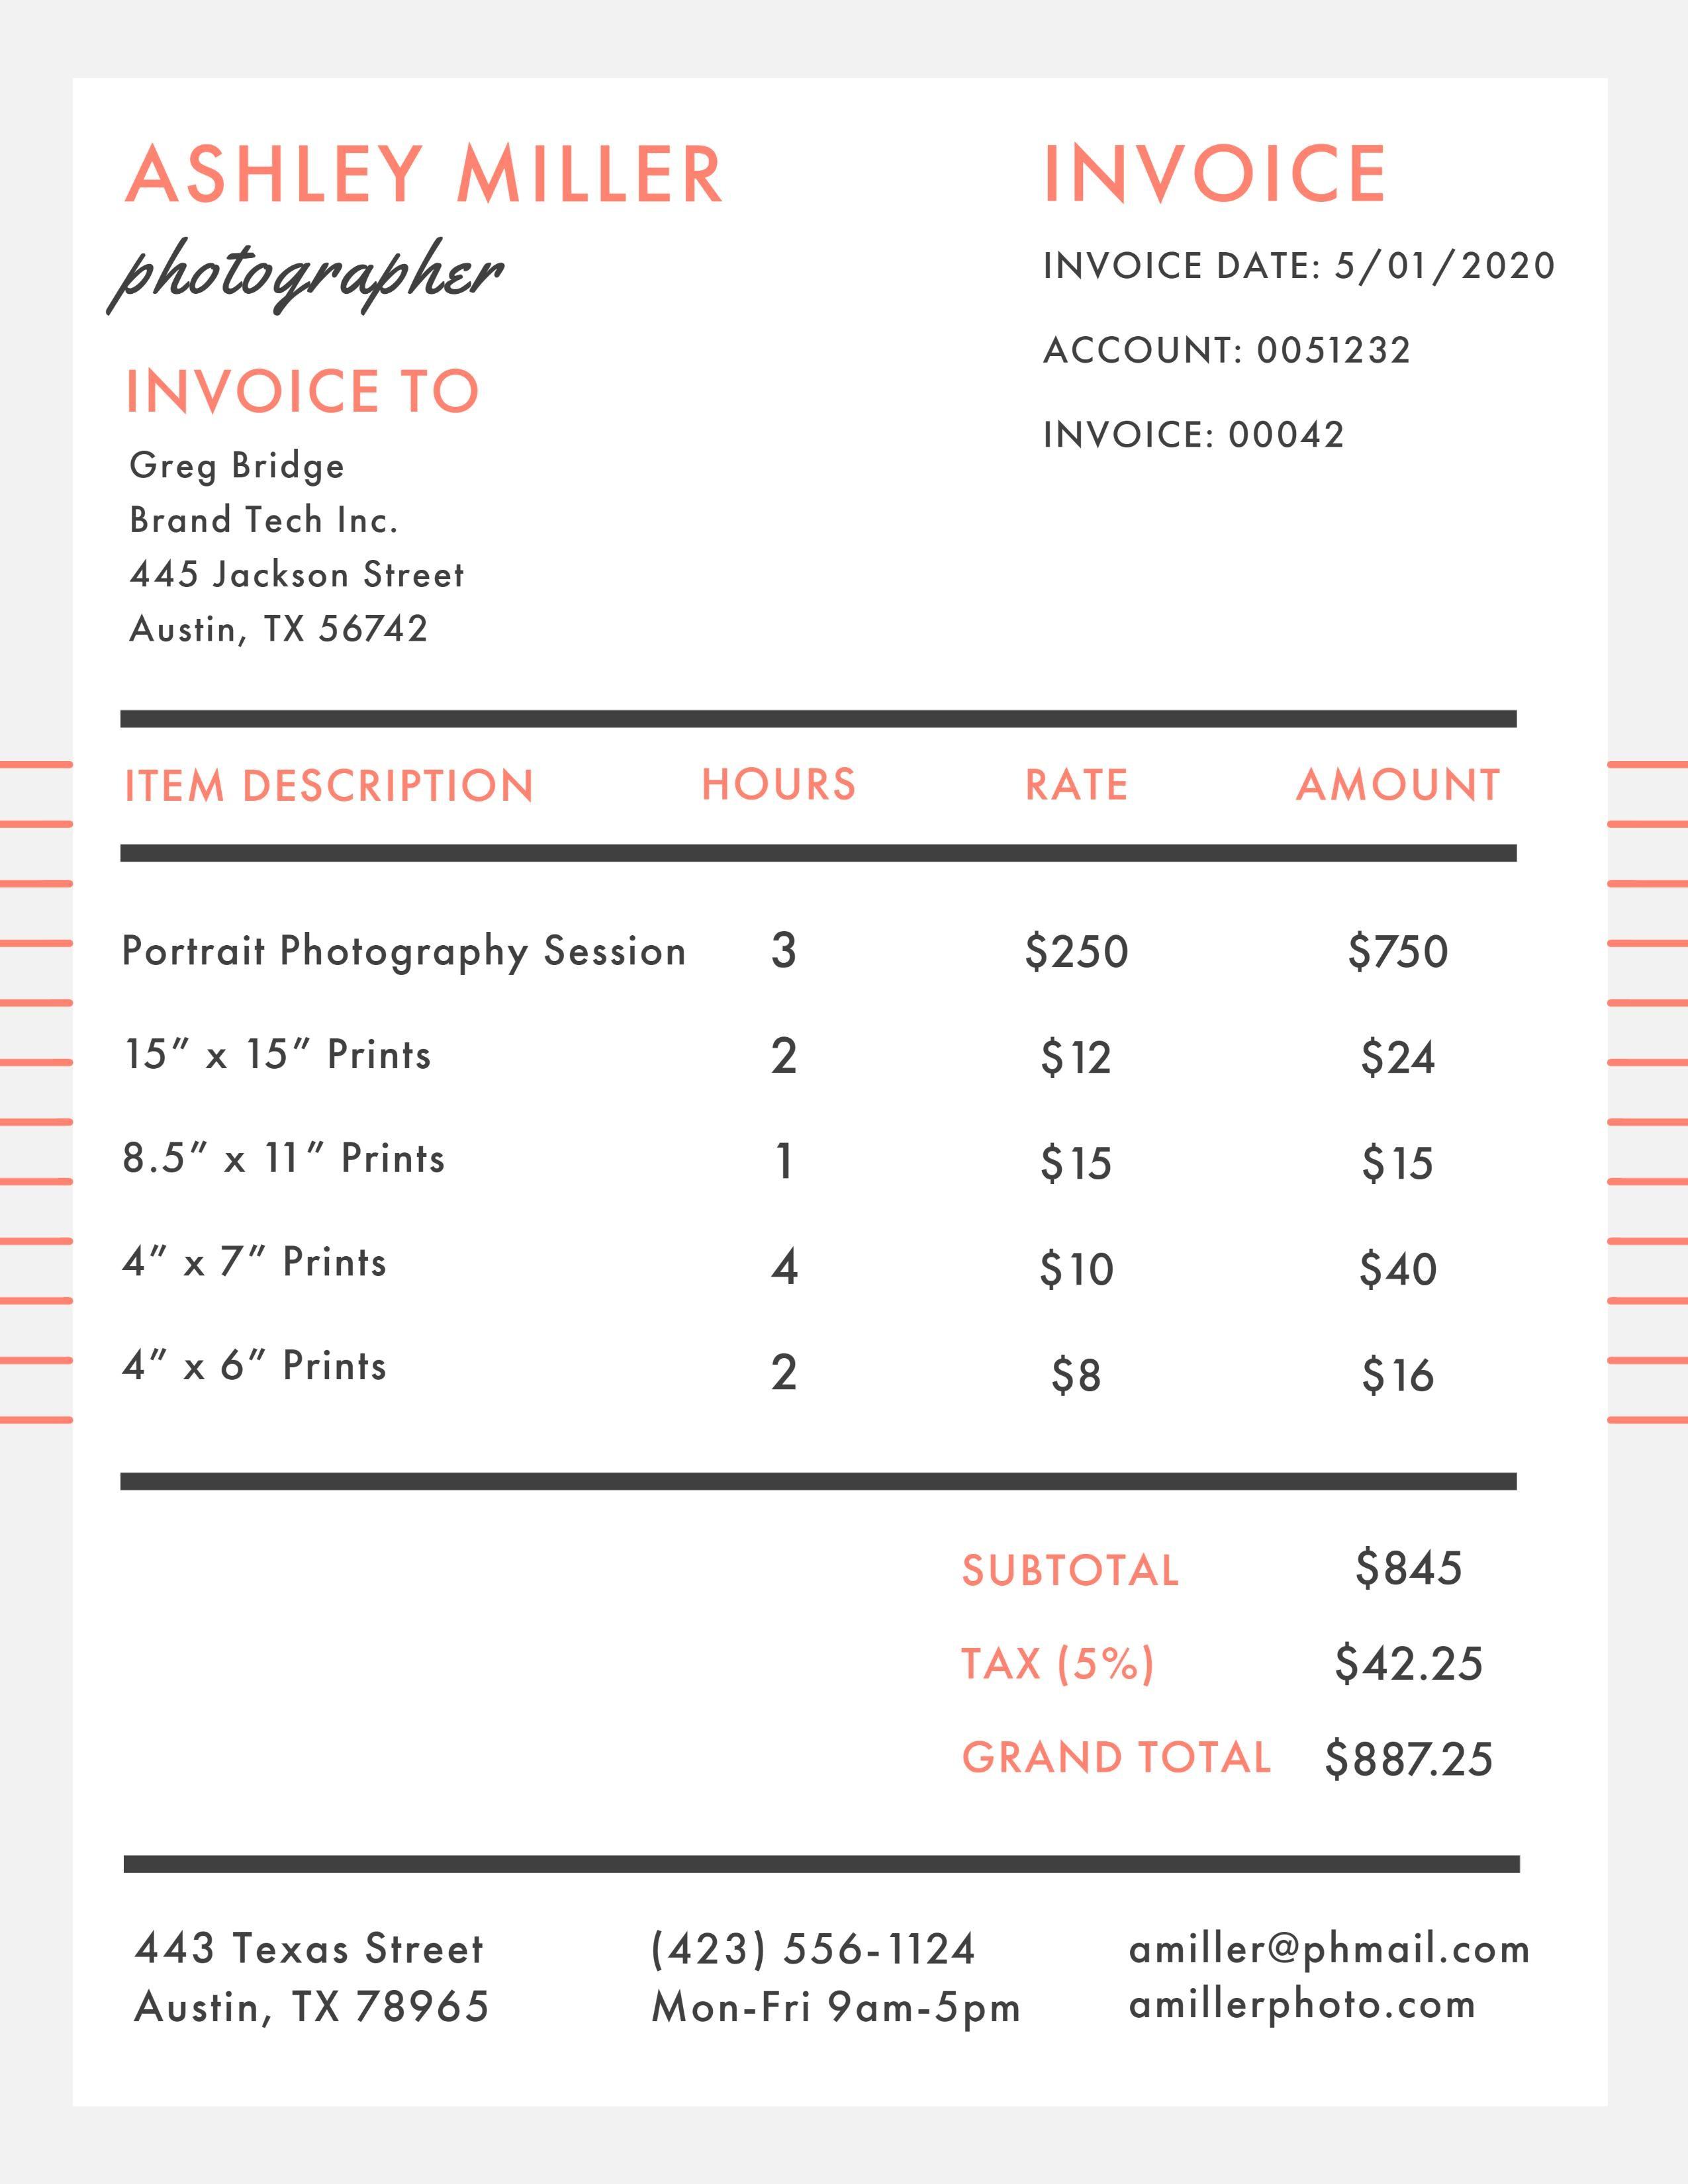 ASHLEY MILLER
photographer
INVOICE
INVOICE DATE: 5/01/2020
ACCOUNT: 0051232
INVOICE: 00042
INVOICE TO
Greg Bridge
Brand Tech Inc.
445 Jackson Street
Austin, TX 56742
ITEM DESCRIPTION HOURS RATE AMOUNT
Portrait Photography Session 3 $250 $750
15” x 15” Prints 2 $12 $24
8.5” x 11” Prints 1 $15 $15
4” x 7” Prints 4 $10 $40
4” x 6” Prints 2 $8 $16
SUBTOTAL $845
TAX (5%) $42.25
GRAND TOTAL $887.25
443 Texas Street
Austin, TX 78965
(423) 556-1124
Mon-Fri 9am-5pm
amiller@phmail.com
amillerphoto.com